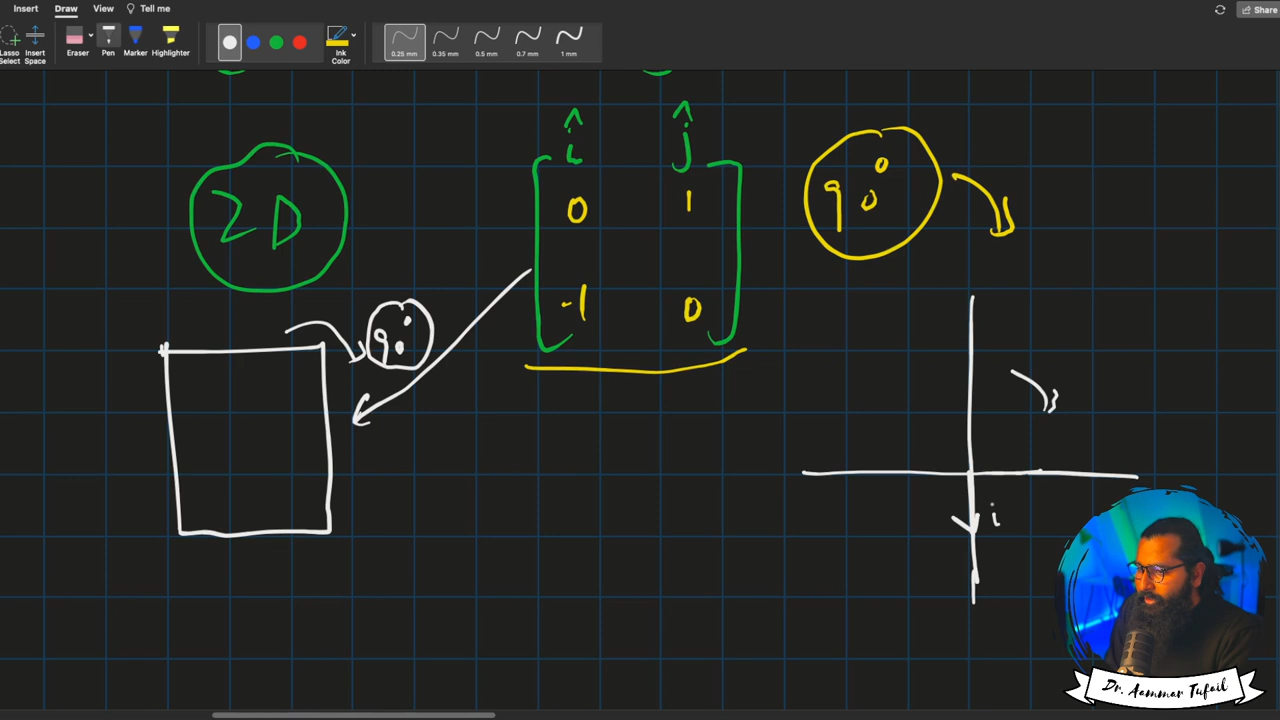 Insert Draw View Tell me
Share
Lasso Select
Insert Space
Eraser
Pen
Marker
Highlighter
Ink Color
0.25 mm
0.35 mm
0.5 mm
0.7 mm
1 mm
2D
î ĵ
0 1
-1 0
90°
90°
i
Dr. Aammar Tufail